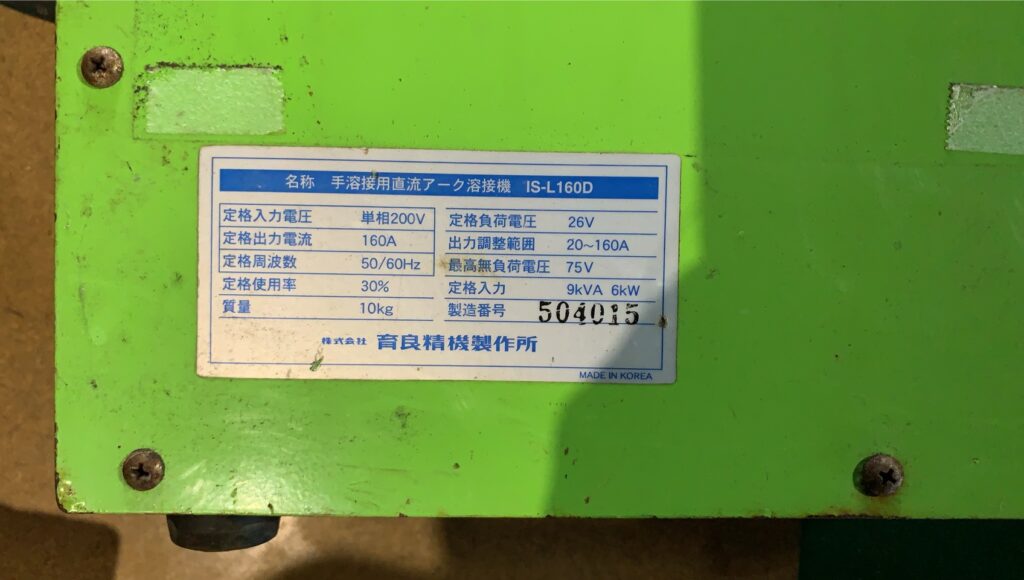 名称 手溶接用直流アーク溶接機 IS-L160D
定格入力電圧 単相200V
定格出力電流 160A
定格周波数 50/60Hz
定格使用率 30%
質量 10kg
定格負荷電圧 26V
出力調整範囲 20~160A
最高無負荷電圧 75V
定格入力 9kVA 6kW
製造番号 504015
株式会社 育良精機製作所
MADE IN KOREA